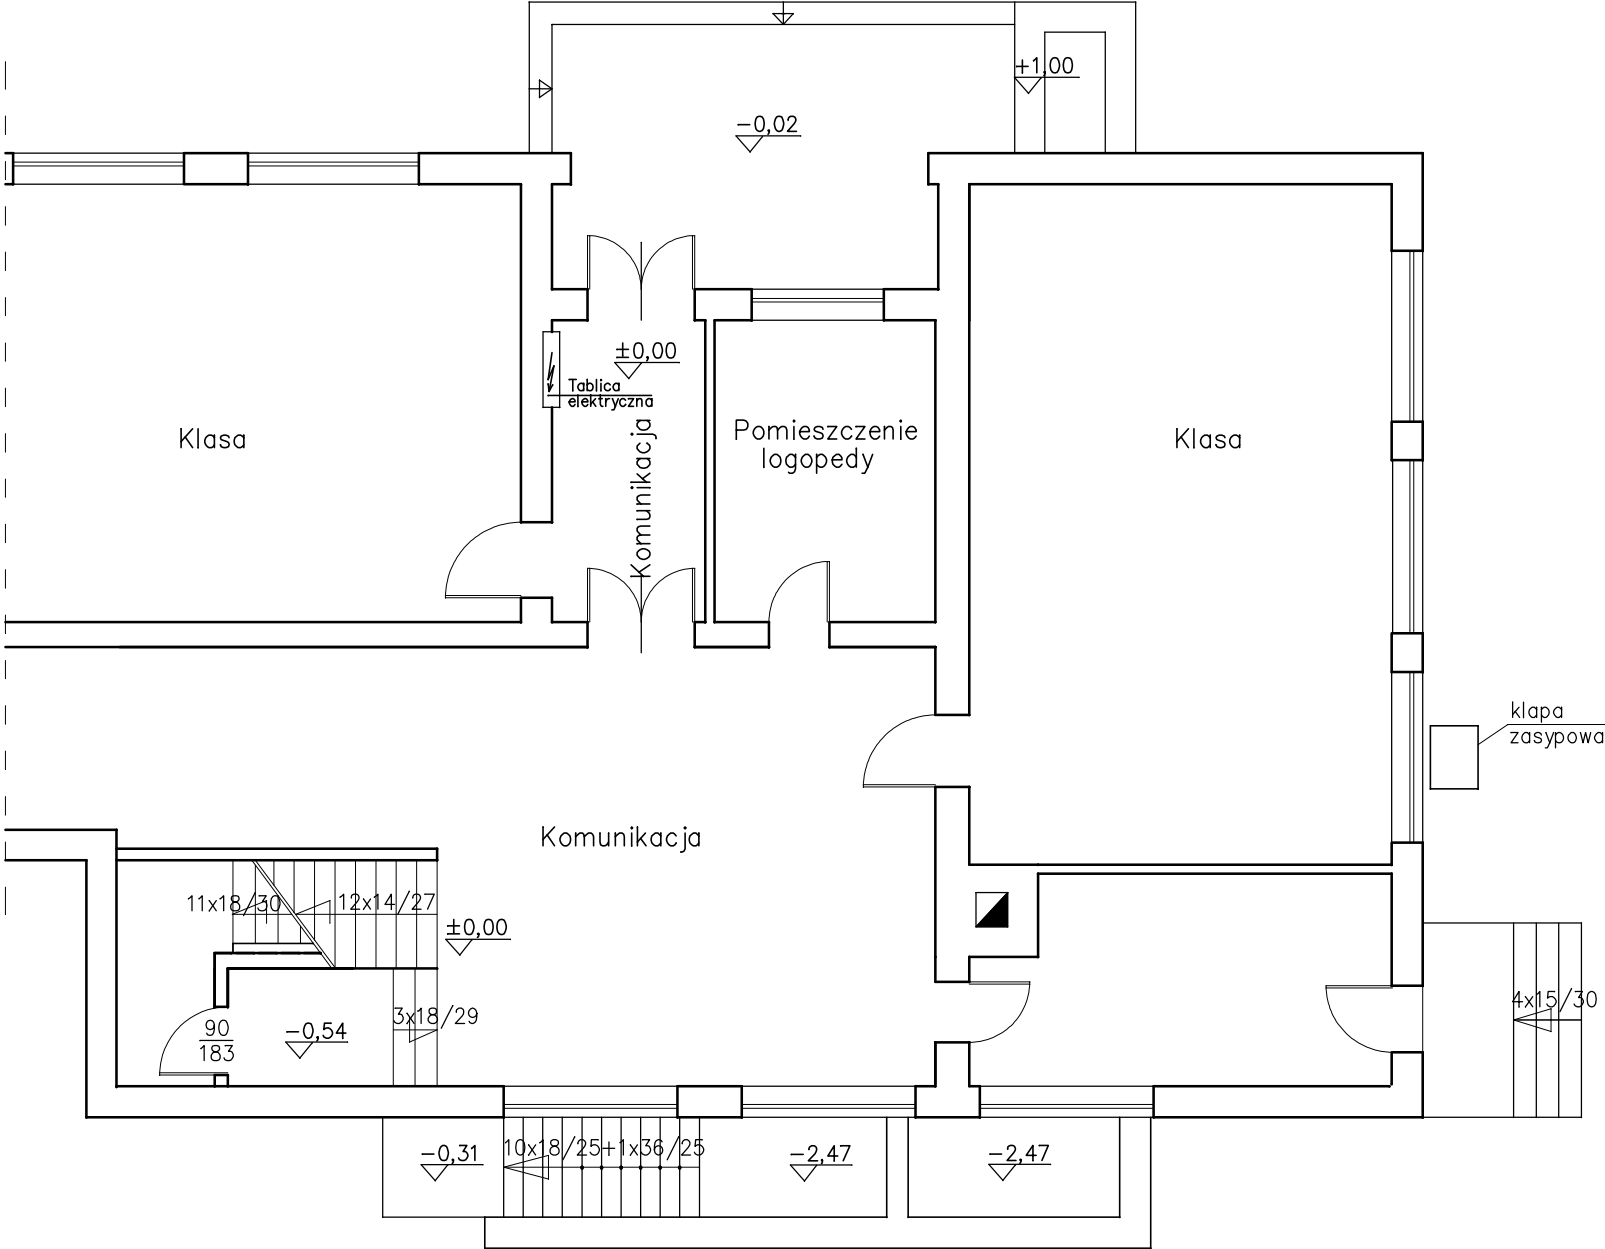 +1,00
-0,02
±0,00
Tablica
elektryczna
Komunikacja
Klasa
Pomieszczenie
logopedy
Klasa
klapa
zasypowa
Komunikacja
11x18/30
12x14/27
±0,00
4x15/30
3x18/29
90
183
-0,54
-0,31
10x18/25+1x36/25
-2,47
-2,47